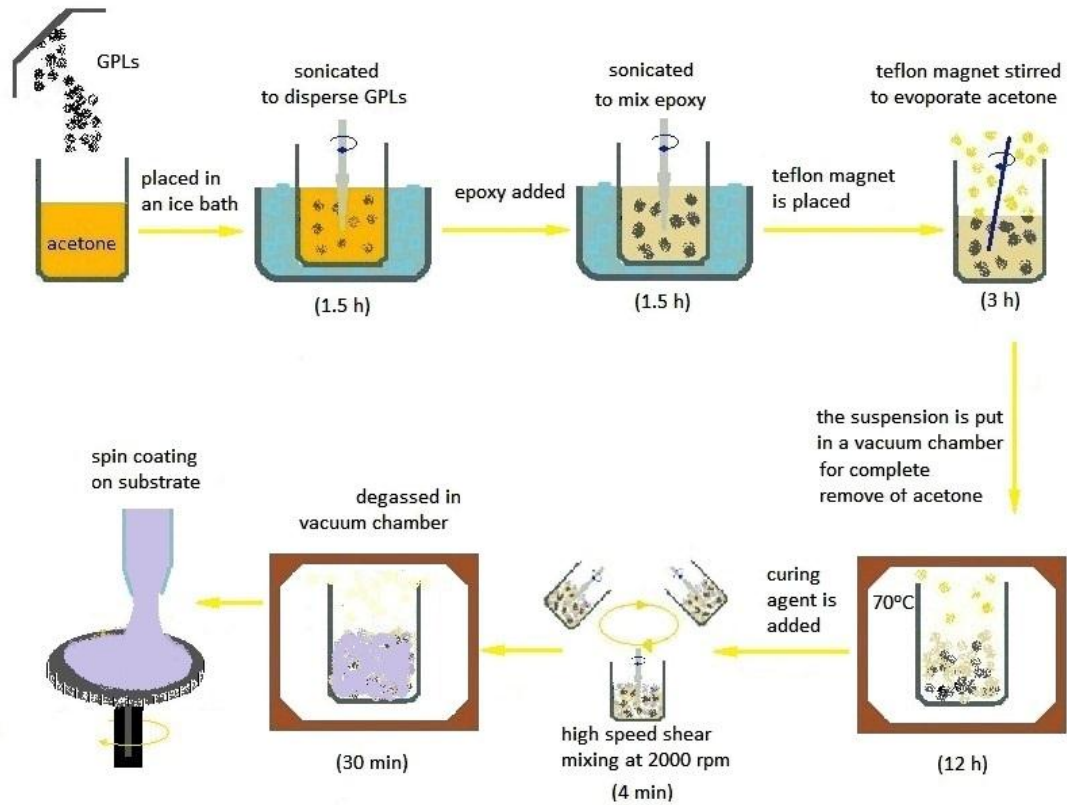 GPLs
acetone
placed in
an ice bath
sonicated
to disperse GPLs
(1.5 h)
epoxy added
sonicated
to mix epoxy
(1.5 h)
teflon magnet
is placed
teflon magnet stirred
to evoporate acetone
(3 h)
the suspension is put
in a vacuum chamber
for complete
remove of acetone
70ºC
(12 h)
curing
agent is
added
high speed shear
mixing at 2000 rpm
(4 min)
degassed in
vacuum chamber
(30 min)
spin coating
on substrate